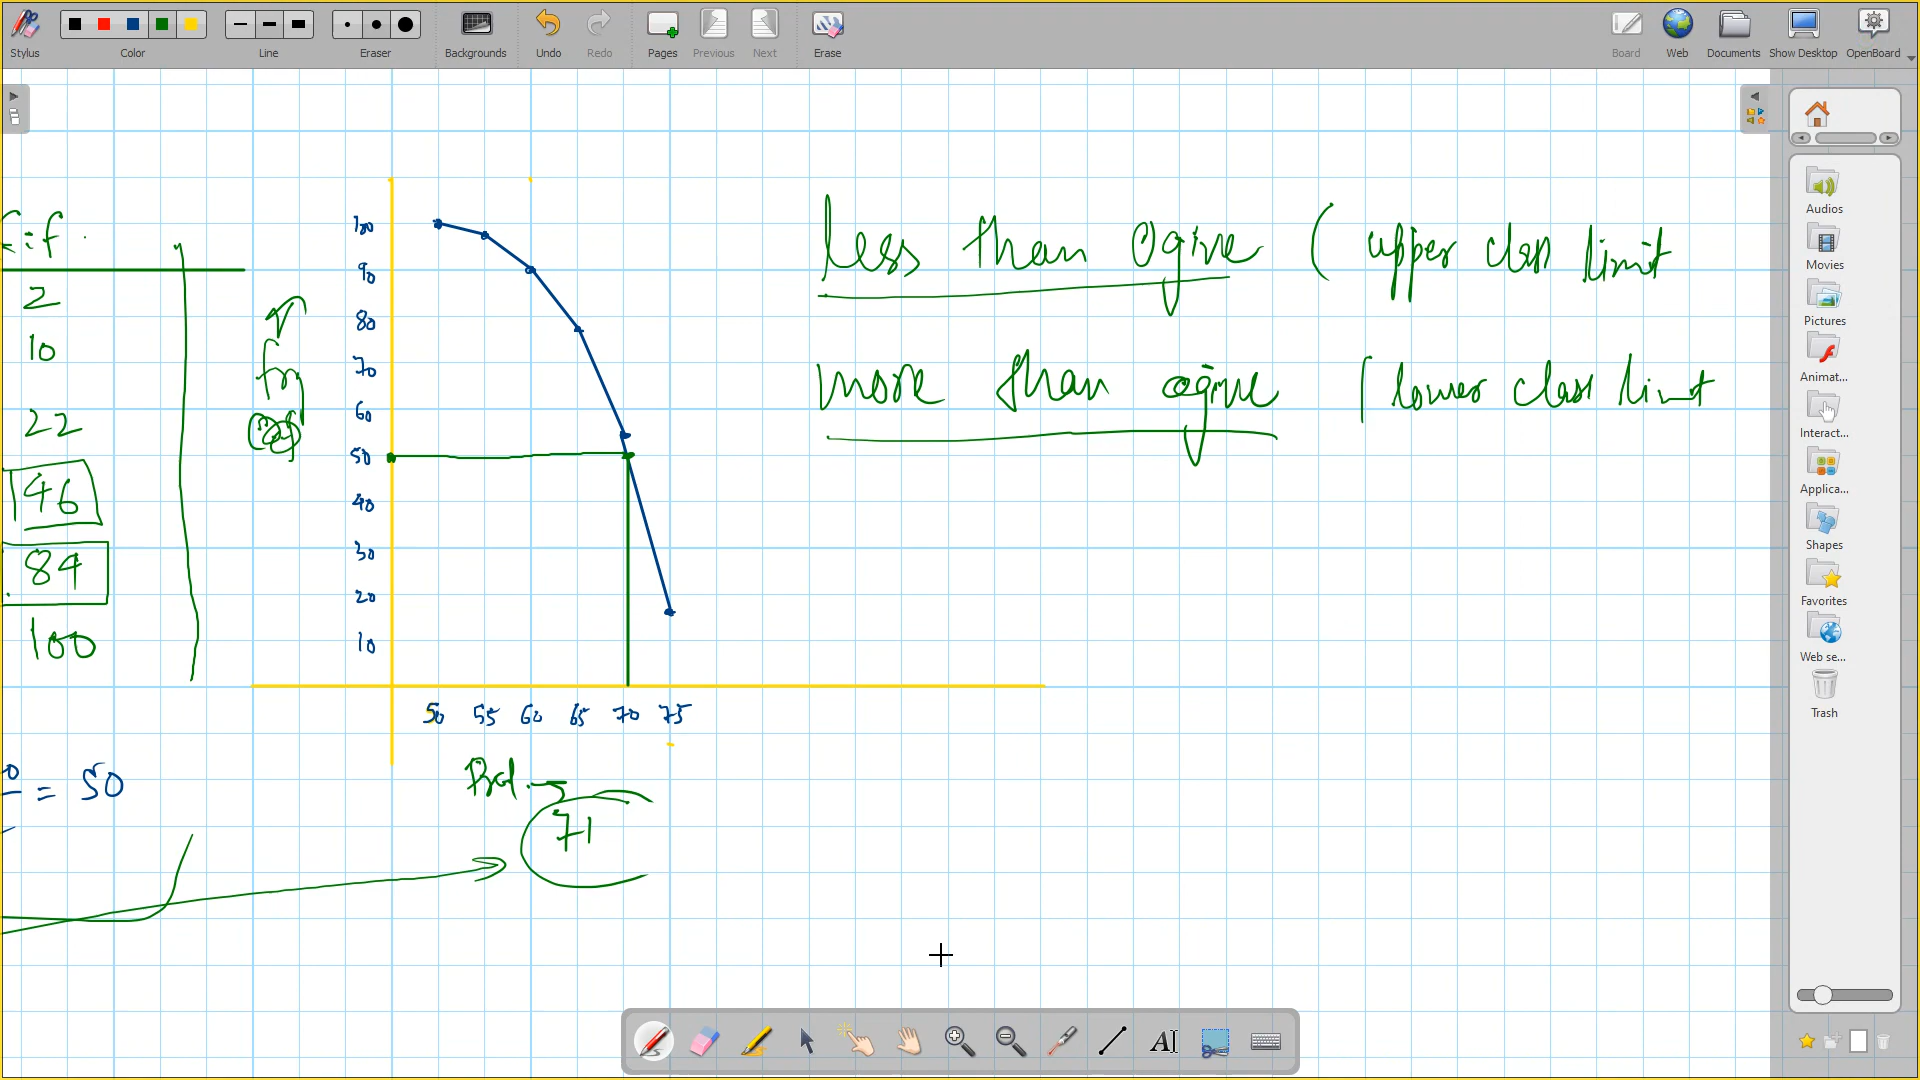 Stylus Color Line Eraser Backgrounds Undo Redo Pages Previous Next Erase Board Web Documents Show Desktop OpenBoard
c.f
2
10
22
46
84
100
= 50
100
90
80
70
60
50
40
30
20
10
50 55 60 65 70 75
71
less than Ogive ( upper class limit
more than ogive ( lower class limit
Audios
Movies
Pictures
Animat...
Interact...
Applica...
Shapes
Favorites
Web se...
Trash